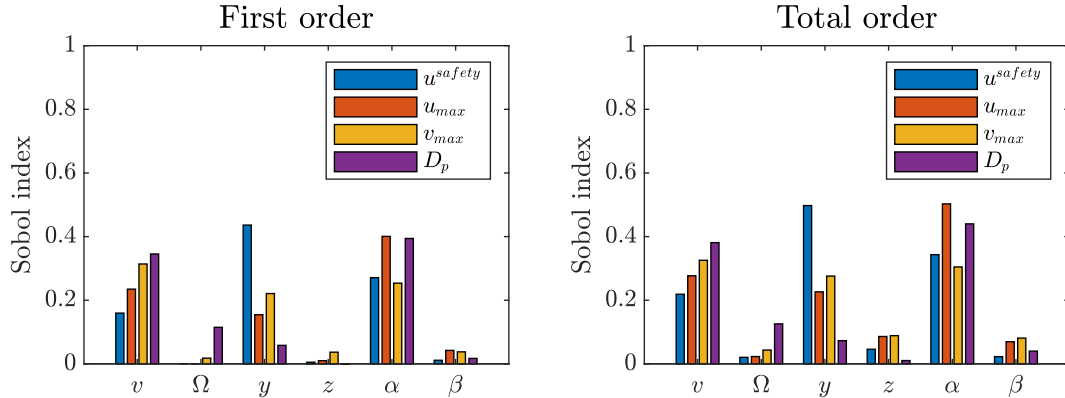 First order
Sobol index
1
0.8
0.6
0.4
0.2
0
u^{safety}
u_{max}
v_{max}
D_p
v Ω y z α β
Total order
Sobol index
1
0.8
0.6
0.4
0.2
0
u^{safety}
u_{max}
v_{max}
D_p
v Ω y z α β